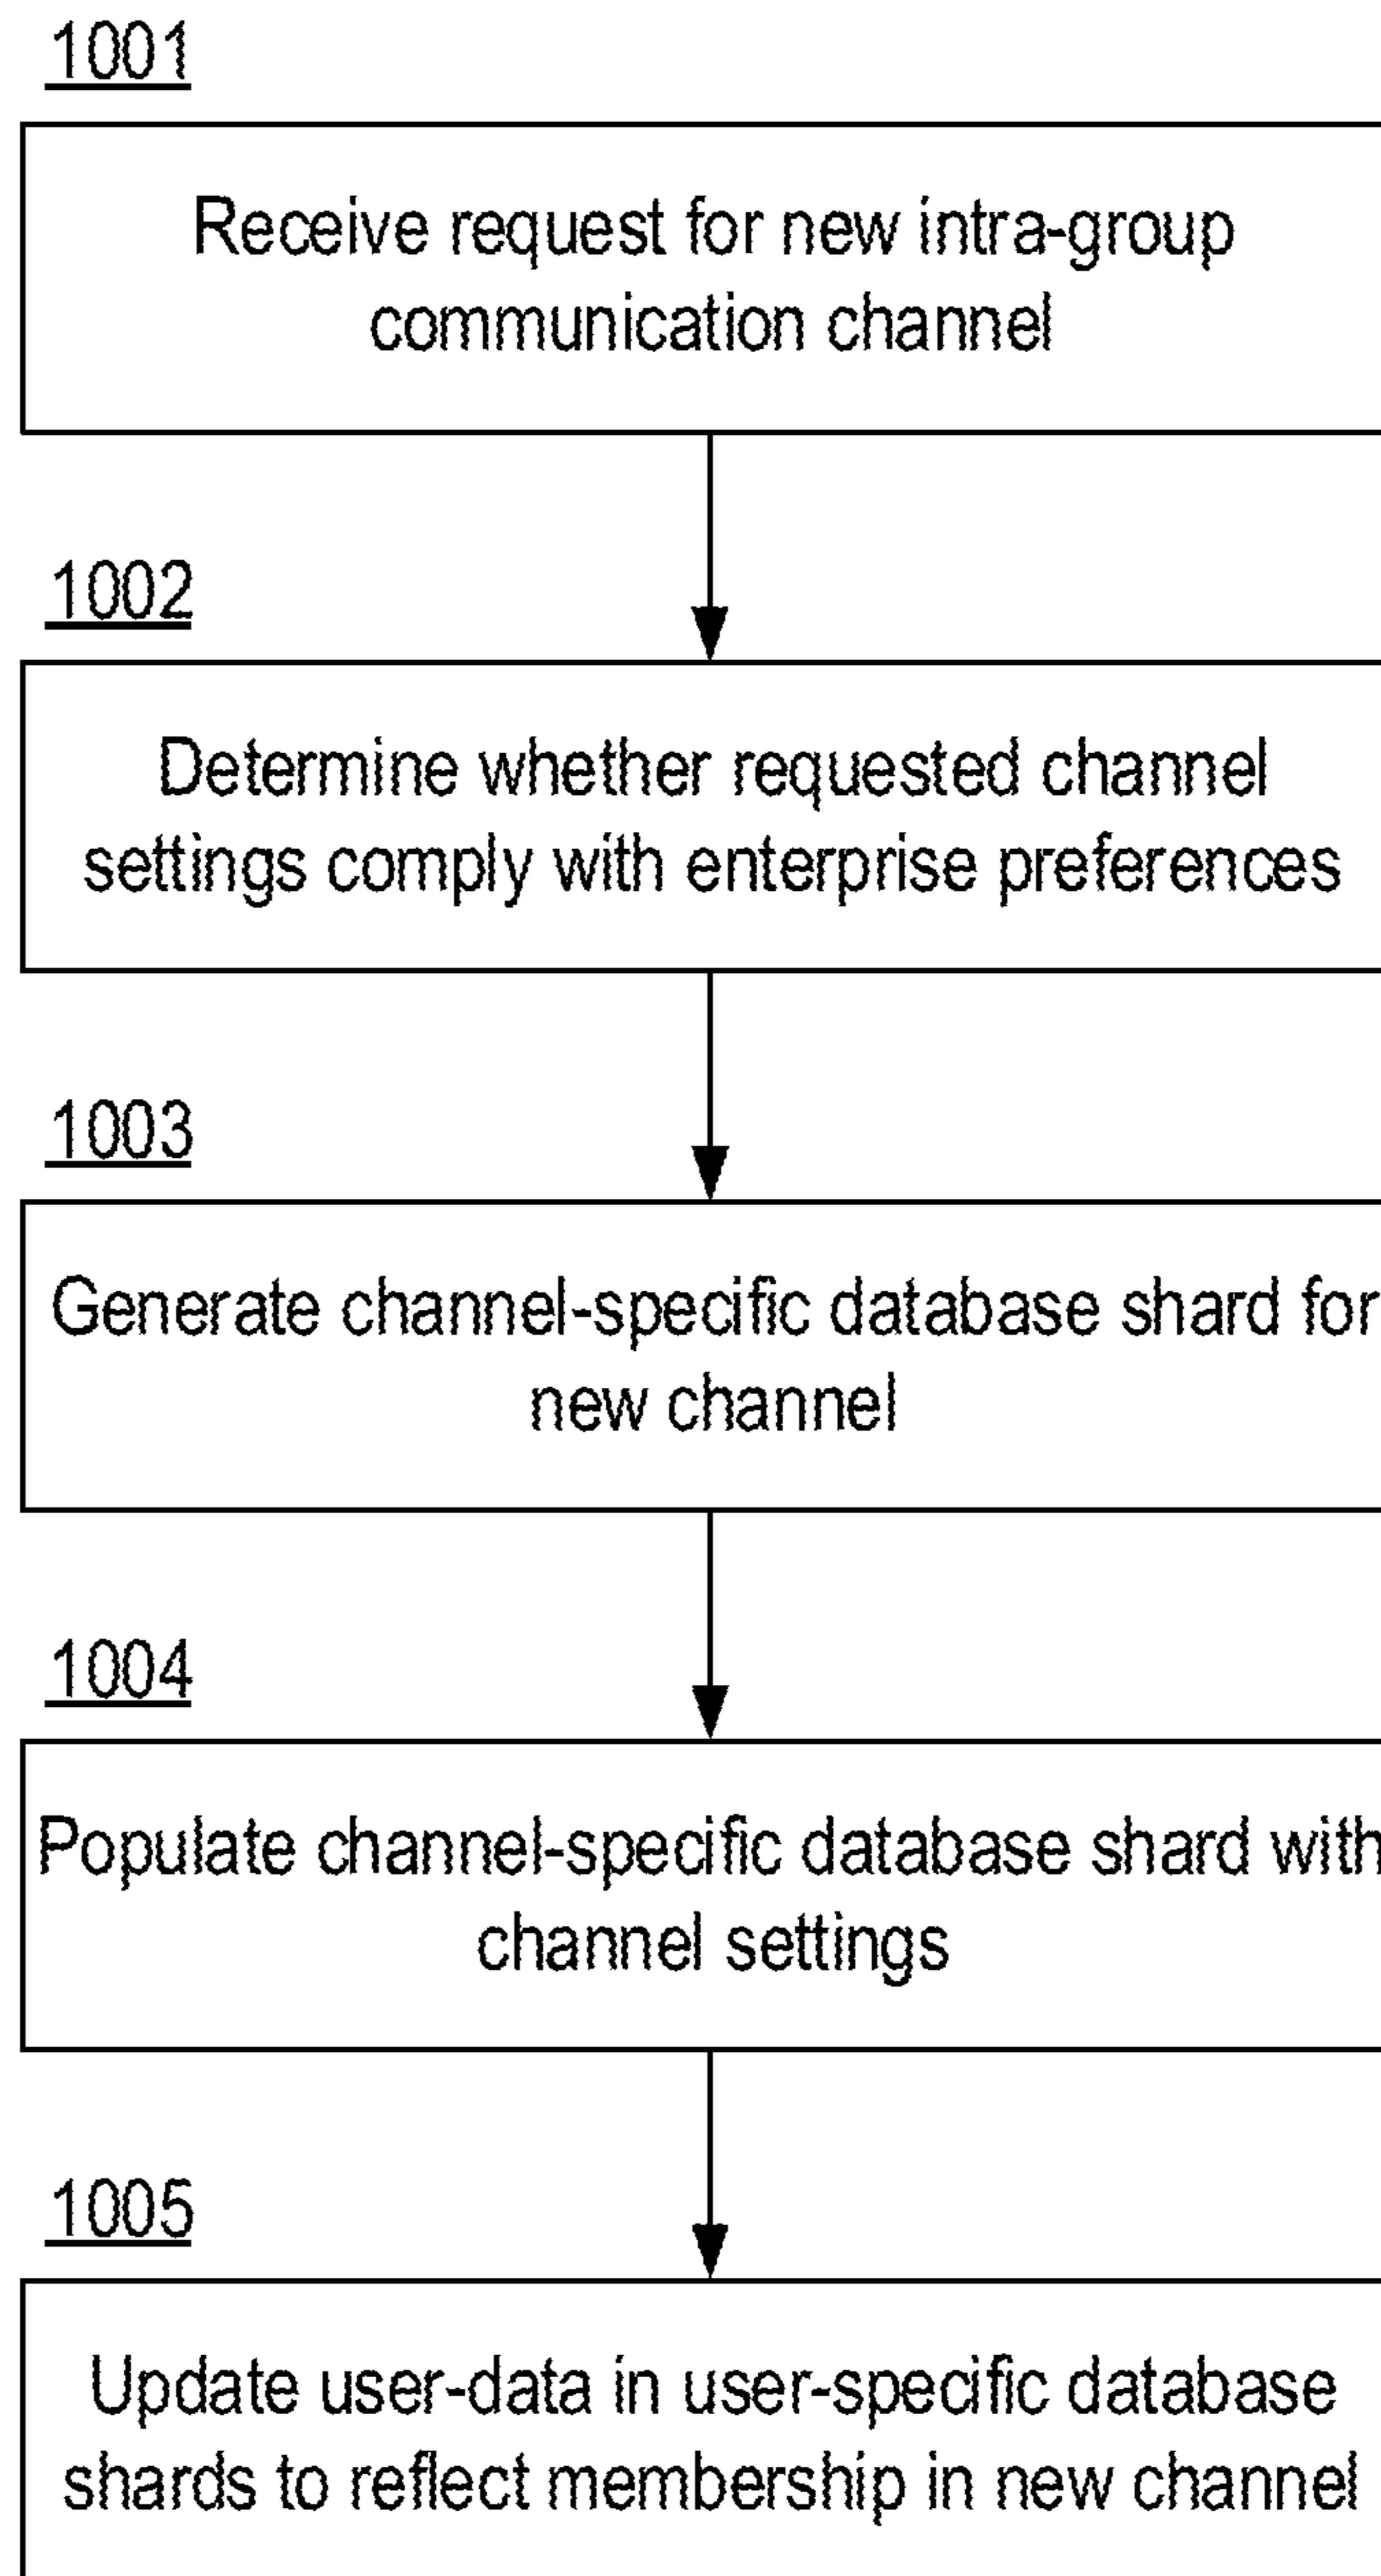 1001
Receive request for new intra-group
communication channel
1002
Determine whether requested channel
settings comply with enterprise preferences
1003
Generate channel-specific database shard for
new channel
1004
Populate channel-specific database shard with
channel settings
1005
Update user-data in user-specific database
shards to reflect membership in new channel